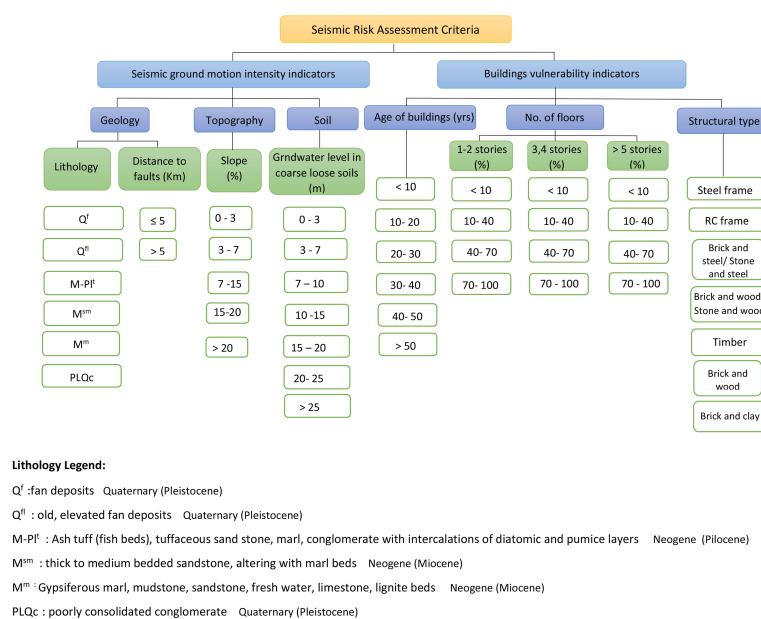 Seismic Risk Assessment Criteria
Seismic ground motion intensity indicators
Buildings vulnerability indicators
Geology
Topography
Soil
Age of buildings (yrs)
No. of floors
Structural type
Lithology
Distance to
faults (Km)
Slope
(%)
Grndwater level in
coarse loose soils
(m)
1-2 stories
(%)
3,4 stories
(%)
> 5 stories
(%)
< 10
< 10
< 10
< 10
Steel frame
Qᶠ
≤ 5
0 - 3
0 - 3
10- 20
10- 40
10- 40
10- 40
RC frame
Qᶠˡ
> 5
3 - 7
3 - 7
20- 30
40- 70
40- 70
40- 70
Brick and
steel/ Stone
and steel
M-Plᵗ
7 -15
7 – 10
30- 40
70- 100
70 - 100
70 - 100
Brick and wood
Stone and wood
Mˢᵐ
15-20
10 -15
40- 50
Mᵐ
> 20
15 – 20
> 50
Timber
PLQc
20- 25
Brick and
wood
> 25
Brick and clay
Lithology Legend:
Qᶠ :fan deposits Quaternary (Pleistocene)
Qᶠˡ : old, elevated fan deposits Quaternary (Pleistocene)
M-Plᵗ : Ash tuff (fish beds), tuffaceous sand stone, marl, conglomerate with intercalations of diatomic and pumice layers Neogene (Pilocene)
Mˢᵐ : thick to medium bedded sandstone, altering with marl beds Neogene (Miocene)
Mᵐ : Gypsiferous marl, mudstone, sandstone, fresh water, limestone, lignite beds Neogene (Miocene)
PLQc : poorly consolidated conglomerate Quaternary (Pleistocene)